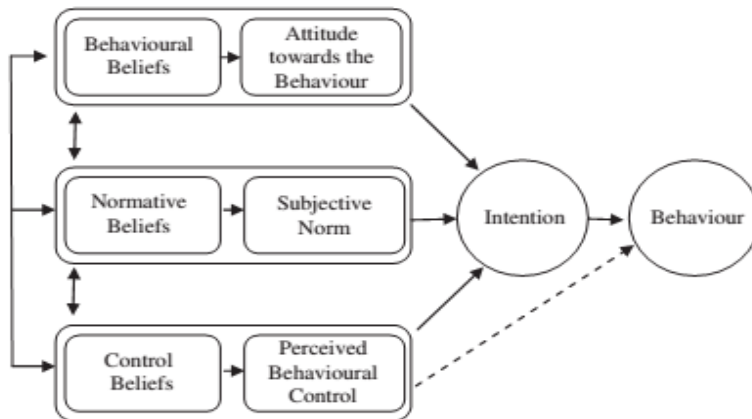 Behavioural
Beliefs
Attitude
towards the
Behaviour
Normative
Beliefs
Subjective
Norm
Intention
Behaviour
Control
Beliefs
Perceived
Behavioural
Control